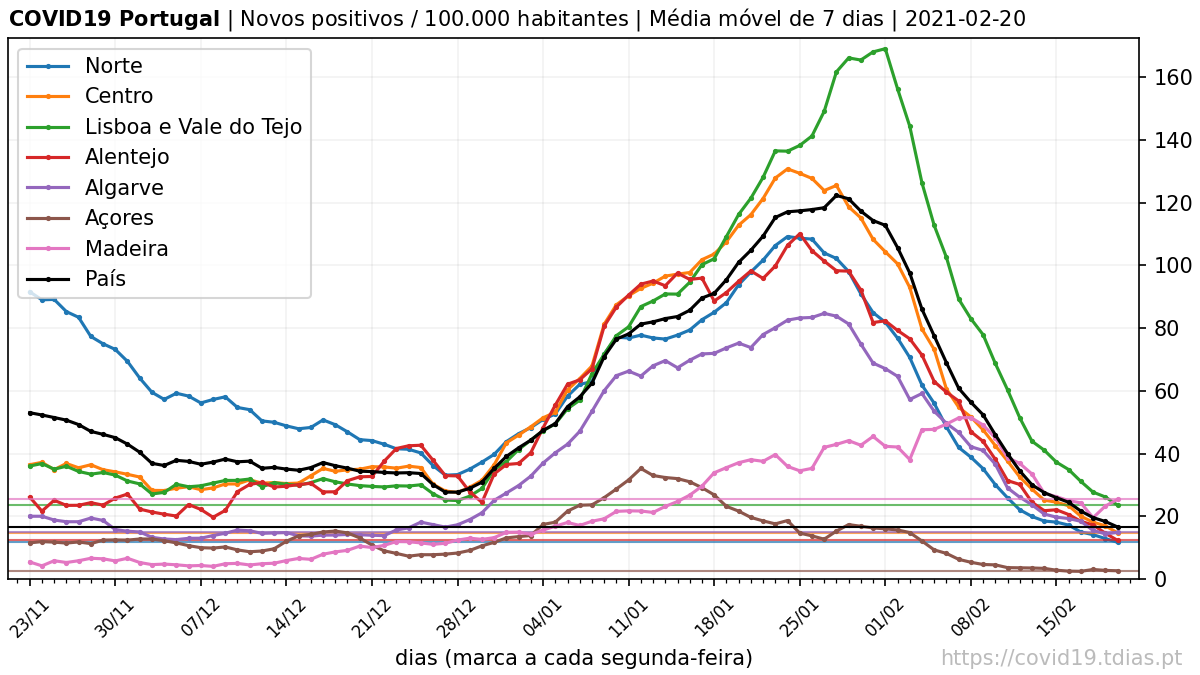 COVID19 Portugal | Novos positivos / 100.000 habitantes | Média móvel de 7 dias | 2021-02-20
Norte
Centro
Lisboa e Vale do Tejo
Alentejo
Algarve
Açores
Madeira
País
160
140
120
100
80
60
40
20
0
23/11 30/11 07/12 14/12 21/12 28/12 04/01 11/01 18/01 25/01 01/02 08/02 15/02
dias (marca a cada segunda-feira)
https://covid19.tdias.pt